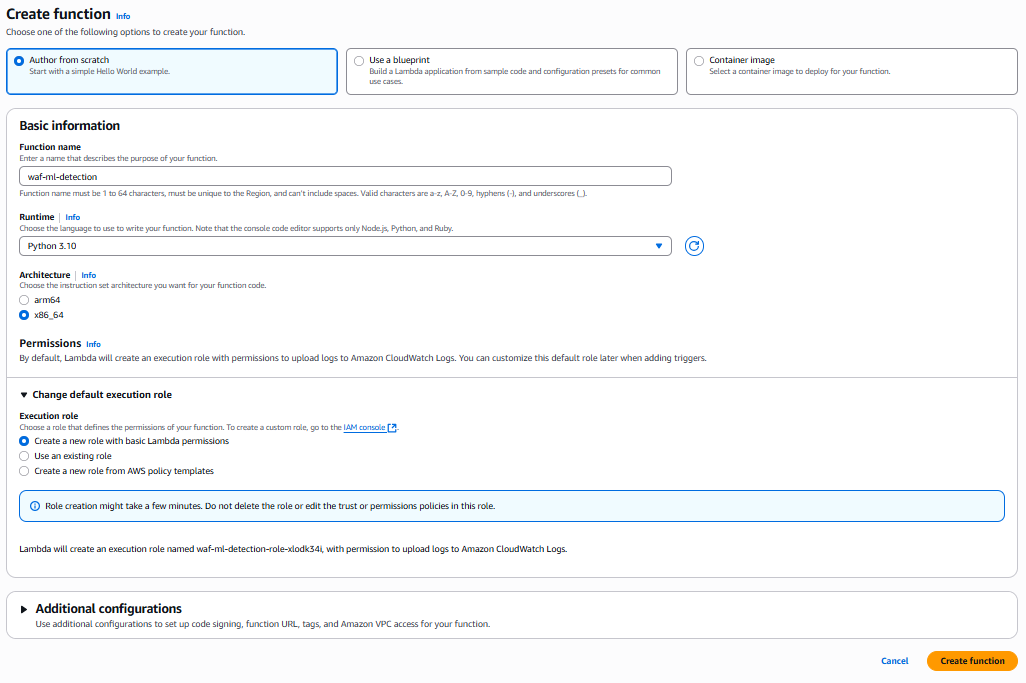 Create function Info
Choose one of the following options to create your function.
Author from scratch
Start with a simple Hello World example.
Use a blueprint
Build a Lambda application from sample code and configuration presets for common
use cases.
Container image
Select a container image to deploy for your function.
Basic information
Function name
Enter a name that describes the purpose of your function.
waf-ml-detection
Function name must be 1 to 64 characters, must be unique to the Region, and can't include spaces. Valid characters are a-z, A-Z, 0-9, hyphens (-), and underscores (_).
Runtime Info
Choose the language to use to write your function. Note that the console code editor supports only Node.js, Python, and Ruby.
Python 3.10
Architecture Info
Choose the instruction set architecture you want for your function code.
arm64
x86_64
Permissions Info
By default, Lambda will create an execution role with permissions to upload logs to Amazon CloudWatch Logs. You can customize this default role later when adding triggers.
Change default execution role
Execution role
Choose a role that defines the permissions of your function. To create a custom role, go to the IAM console.
Create a new role with basic Lambda permissions
Use an existing role
Create a new role from AWS policy templates
Role creation might take a few minutes. Do not delete the role or edit the trust or permissions policies in this role.
Lambda will create an execution role named waf-ml-detection-role-xlodk34i, with permission to upload logs to Amazon CloudWatch Logs.
Additional configurations
Use additional configurations to set up code signing, function URL, tags, and Amazon VPC access for your function.
Cancel
Create function